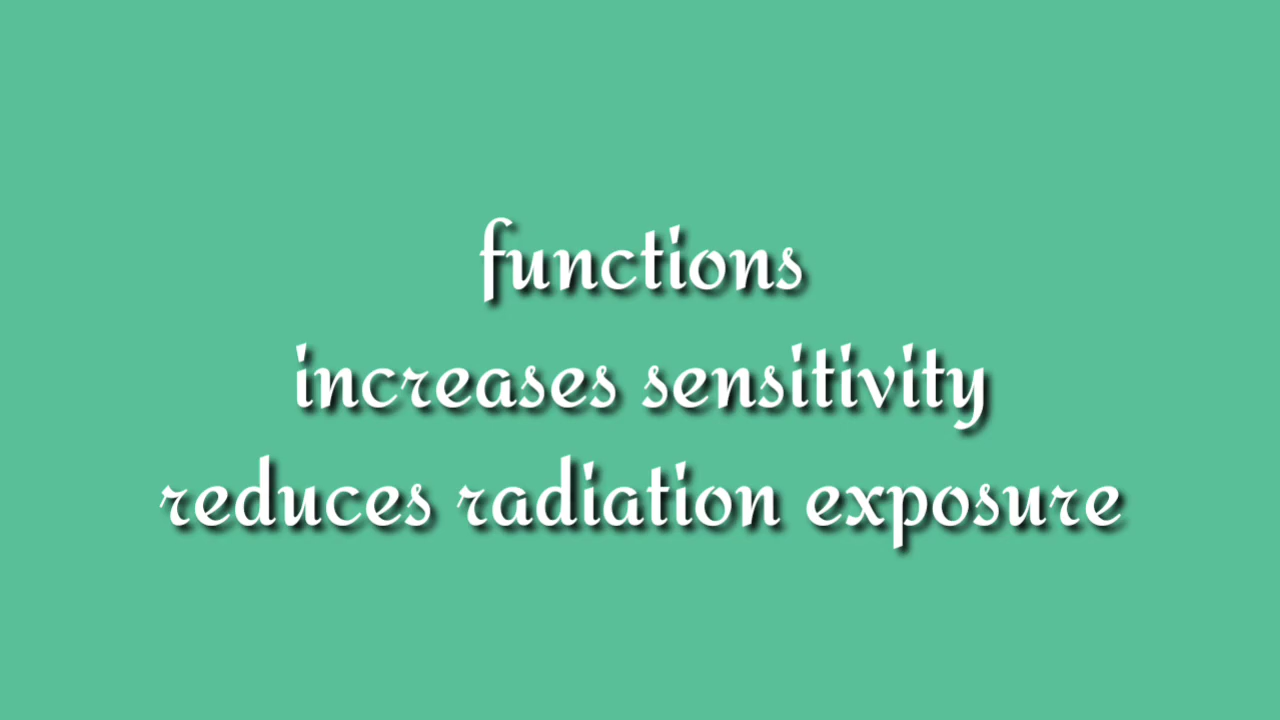 functions
increases sensitivity
reduces radiation exposure